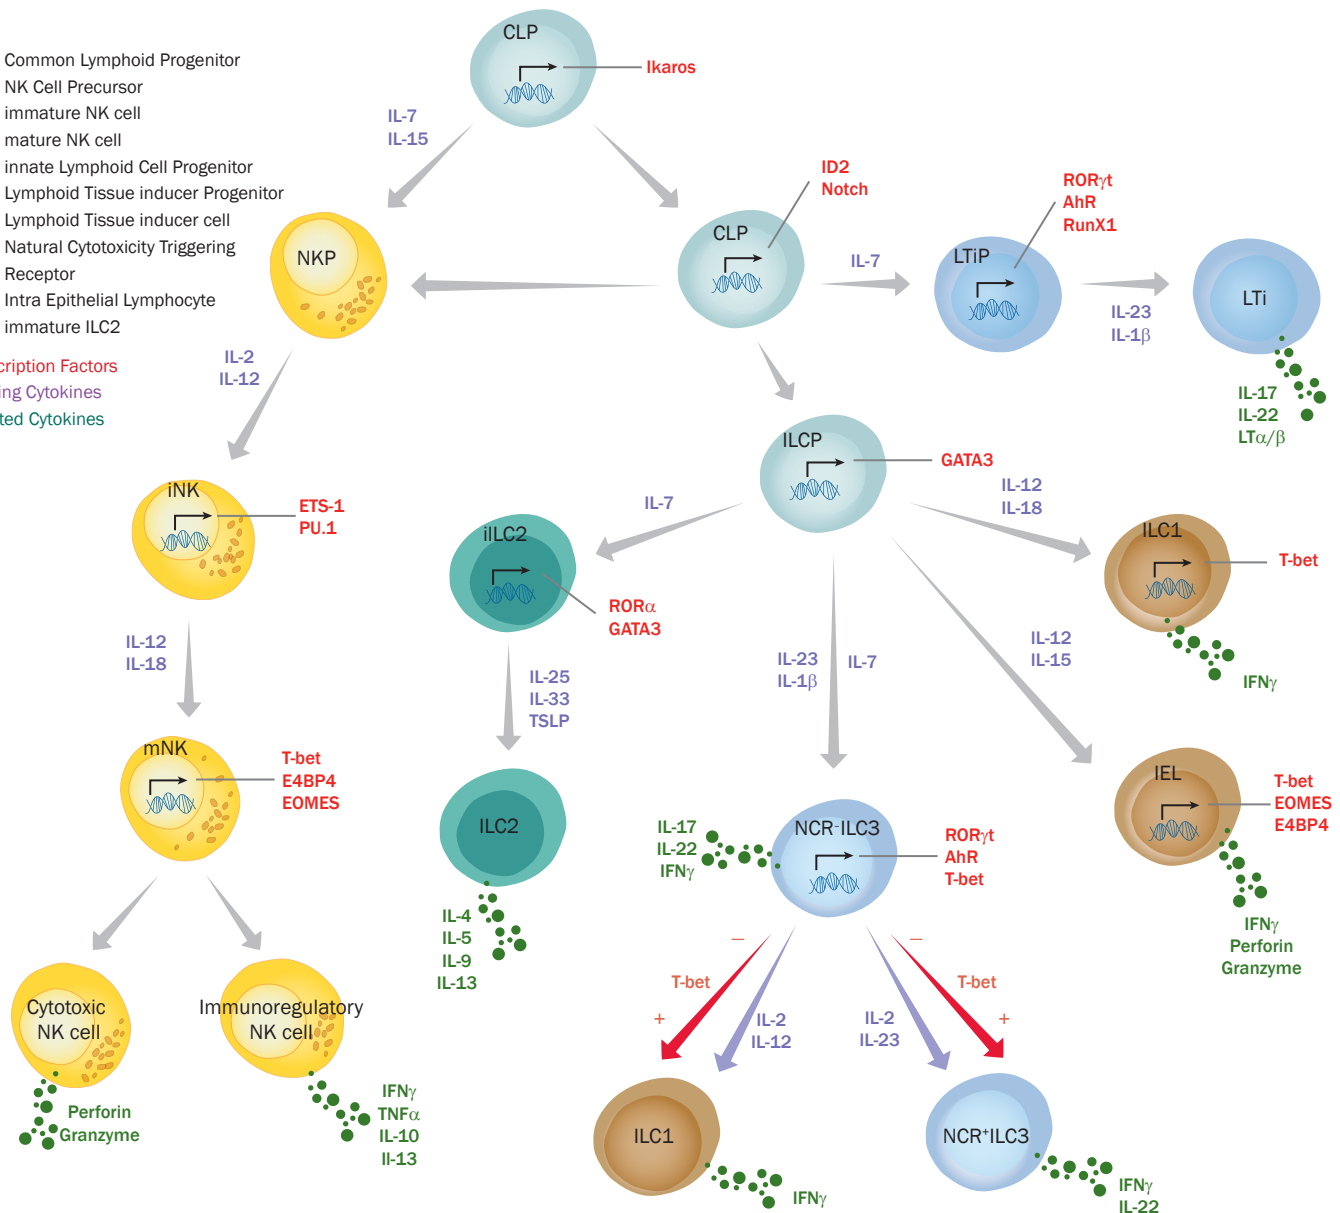 CLP
Ikaros
Common Lymphoid Progenitor
NK Cell Precursor
immature NK cell
mature NK cell
innate Lymphoid Cell Progenitor
Lymphoid Tissue inducer Progenitor
Lymphoid Tissue inducer cell
Natural Cytotoxicity Triggering
Receptor
Intra Epithelial Lymphocyte
immature ILC2
cription Factors
ing Cytokines
ted Cytokines
IL-7
IL-15
ID2
Notch
CLP
NKP
IL-7
RORγt
AhR
RunX1
LTiP
IL-23
IL-1β
LTi
IL-17
IL-22
LTα/β
IL-2
IL-12
ILCP
GATA3
iNK
ETS-1
PU.1
IL-7
iILC2
RORα
GATA3
IL-12
IL-18
ILC1
T-bet
IFNγ
IL-12
IL-18
IL-25
IL-33
TSLP
IL-23
IL-1β
IL-7
IL-12
IL-15
mNK
T-bet
E4BP4
EOMES
ILC2
IL-4
IL-5
IL-9
IL-13
IL-17
IL-22
IFNγ
NCR-ILC3
RORγt
AhR
T-bet
IEL
T-bet
EOMES
E4BP4
IFNγ
Perforin
Granzyme
Cytotoxic
NK cell
Perforin
Granzyme
Immunoregulatory
NK cell
IFNγ
TNFα
IL-10
Il-13
–
T-bet
+
IL-2
IL-12
IL-2
IL-23
–
T-bet
+
ILC1
IFNγ
NCR+ILC3
IFNγ
IL-22